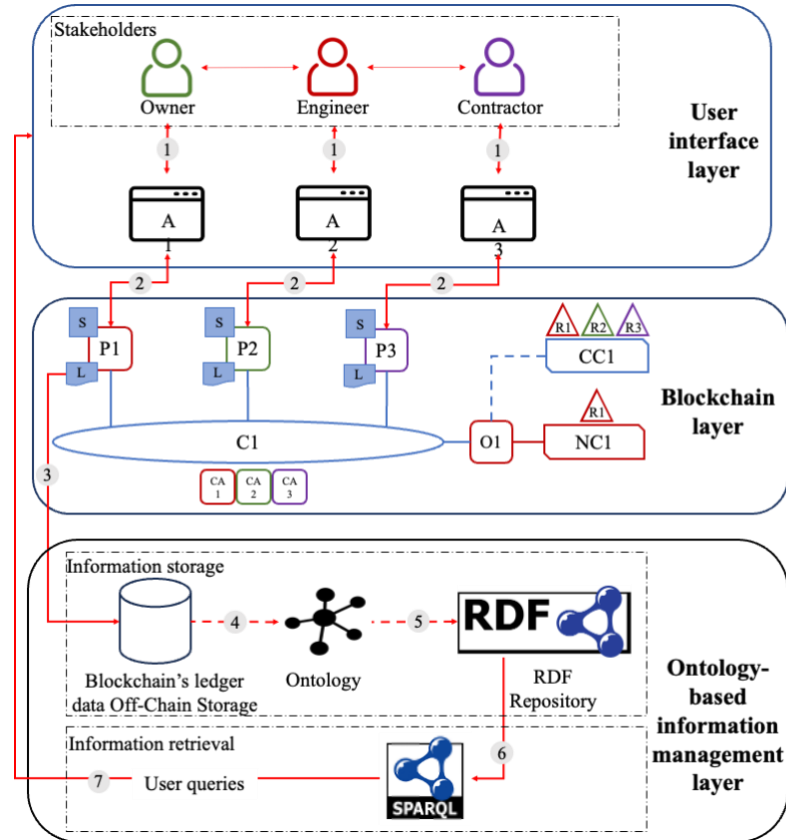 Stakeholders
Owner
Engineer
Contractor
User
interface
layer
1
1
1
A
1
A
2
A
3
2
2
2
S
P1
L
S
P2
L
S
P3
L
R1
R2
R3
CC1
R1
C1
O1
NC1
Blockchain
layer
3
CA
1
CA
2
CA
3
Information storage
4
5
RDF
Blockchain's ledger
data Off-Chain Storage
Ontology
RDF
Repository
Ontology-
based
information
management
layer
Information retrieval
6
7
User queries
SPARQL